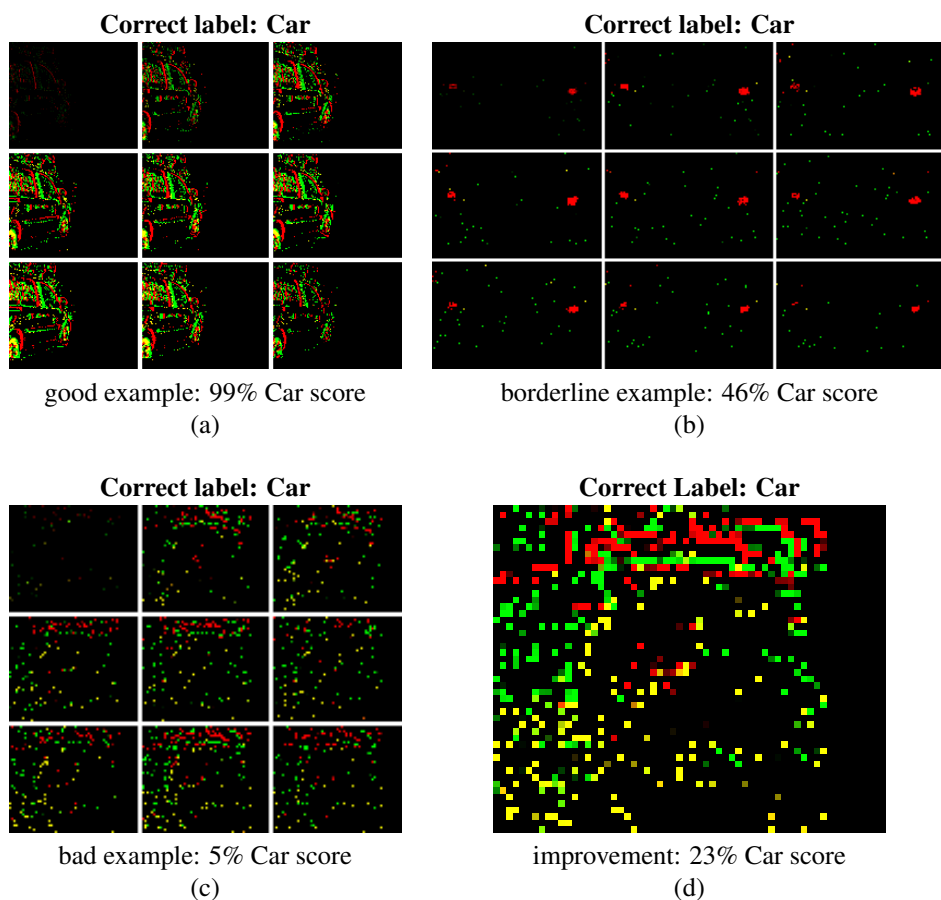 Correct label: Car
Correct label: Car
good example: 99% Car score
(a)
borderline example: 46% Car score
(b)
Correct label: Car
Correct Label: Car
bad example: 5% Car score
(c)
improvement: 23% Car score
(d)